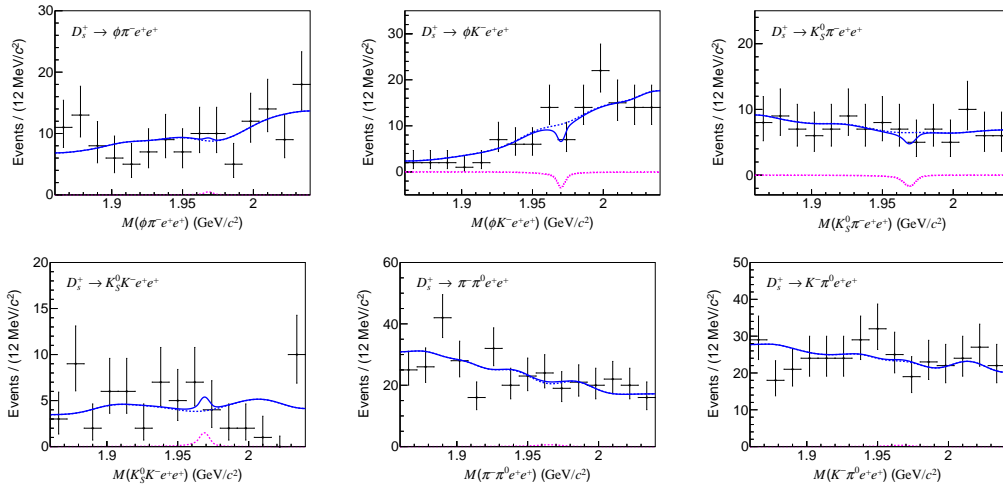 30
20
10
0
Events / (12 MeV/c²)
D_s^+ → ϕπ⁻e⁺e⁺
1.9 1.95 2
M(ϕπ⁻e⁺e⁺) (GeV/c²)
30
20
10
0
Events / (12 MeV/c²)
D_s^+ → ϕK⁻e⁺e⁺
1.9 1.95 2
M(ϕK⁻e⁺e⁺) (GeV/c²)
20
10
0
Events / (12 MeV/c²)
D_s^+ → K_S^0π⁻e⁺e⁺
1.9 1.95 2
M(K_S^0π⁻e⁺e⁺) (GeV/c²)
20
15
10
5
0
Events / (12 MeV/c²)
D_s^+ → K_S^0K⁻e⁺e⁺
1.9 1.95 2
M(K_S^0K⁻e⁺e⁺) (GeV/c²)
60
40
20
0
Events / (12 MeV/c²)
D_s^+ → π⁻π⁰e⁺e⁺
1.9 1.95 2
M(π⁻π⁰e⁺e⁺) (GeV/c²)
50
40
30
20
10
0
Events / (12 MeV/c²)
D_s^+ → K⁻π⁰e⁺e⁺
1.9 1.95 2
M(K⁻π⁰e⁺e⁺) (GeV/c²)